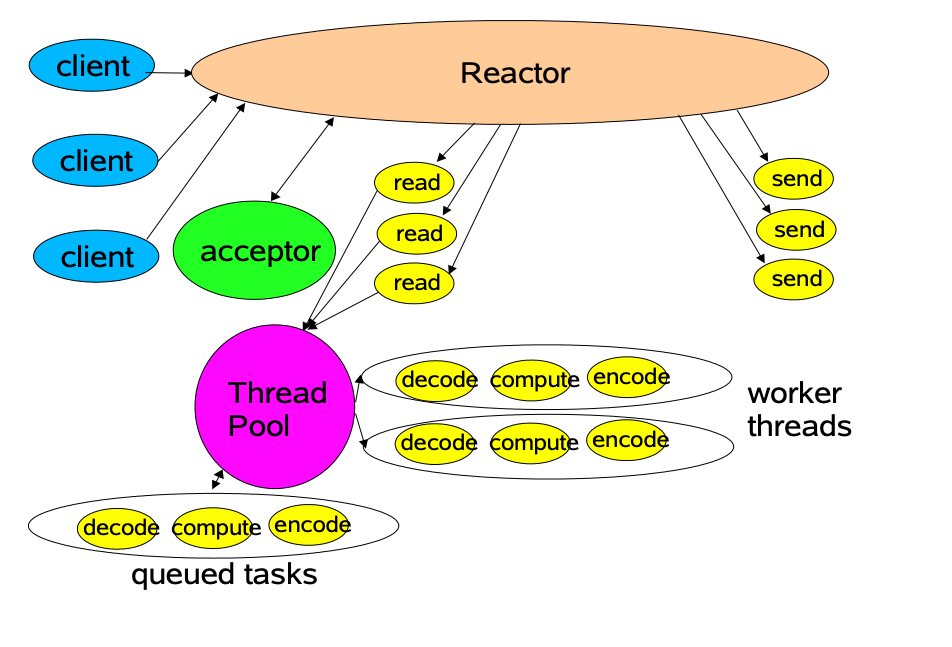 client
Reactor
client
client
acceptor
read
read
read
send
send
send
Thread
Pool
decode compute encode
decode compute encode
worker
threads
decode compute encode
queued tasks